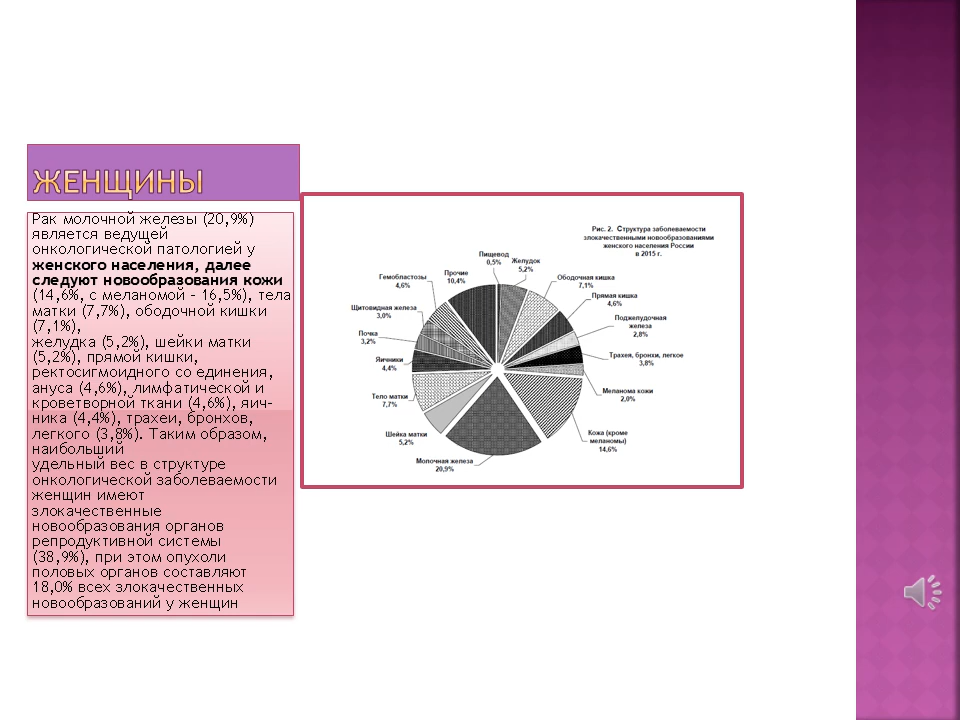 ЖЕНЩИНЫ
Рак молочной железы (20,9%)
является ведущей
онкологической патологией у
женского населения, далее
следуют новообразования кожи
(14,6%, с меланомой - 16,5%), тела
матки (7,7%), ободочной кишки
(7,1%),
желудка (5,2%), шейки матки
(5,2%), прямой кишки,
ректосигмоидного со единения,
ануса (4,6%), лимфатической и
кроветворной ткани (4,6%), яич-
ника (4,4%), трахеи, бронхов,
легкого (3,8%). Таким образом,
наибольший
удельный вес в структуре
онкологической заболеваемости
женщин имеют
злокачественные
новообразования органов
репродуктивной системы
(38,9%), при этом опухоли
половых органов составляют
18,0% всех злокачественных
новообразований у женщин
Рис. 2. Структура заболеваемости
злокачественными новообразованиями
женского населения России
в 2015 г.
Пищевод
0,5%
Желудок
5,2%
Ободочная кишка
7,1%
Прямая кишка
4,6%
Поджелудочная
железа
2,8%
Трахея, бронхи, легкое
3,8%
Меланома кожи
2,0%
Кожа (кроме
меланомы)
14,6%
Молочная железа
20,9%
Шейка матки
5,2%
Тело матки
7,7%
Яичники
4,4%
Почка
3,2%
Щитовидная железа
3,0%
Гемобластозы
4,6%
Прочие
10,4%